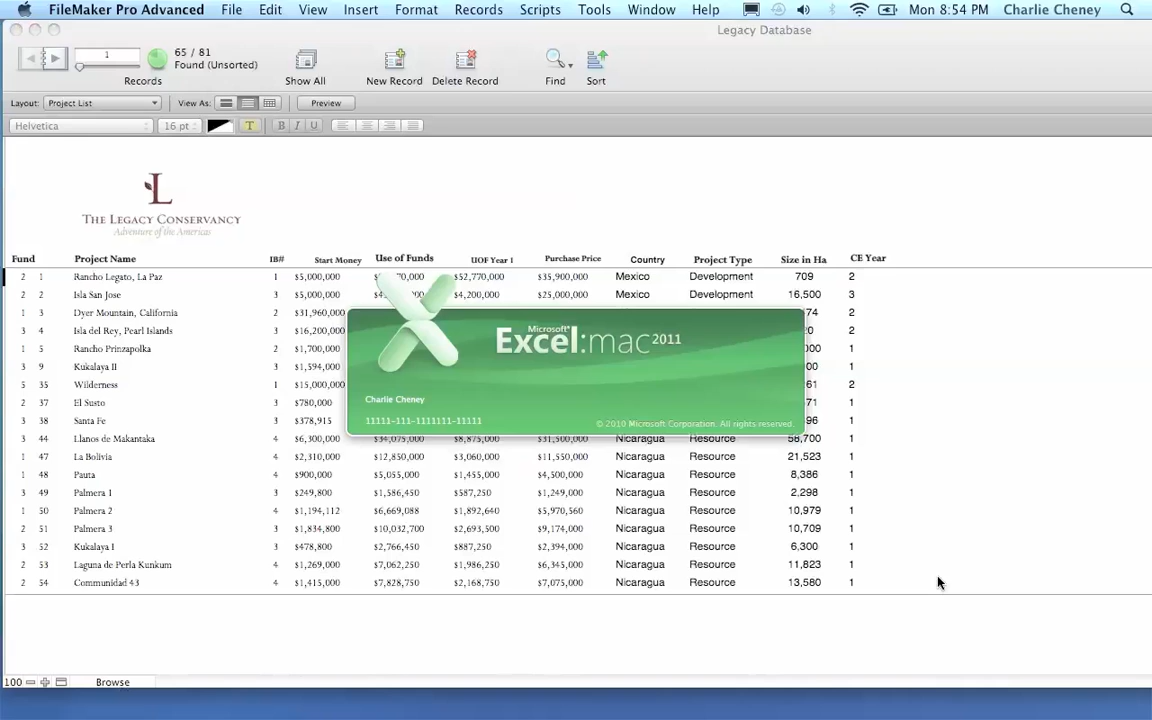 FileMaker Pro Advanced File Edit View Insert Format Records Scripts Tools Window Help Mon 8:54 PM Charlie Cheney
Legacy Database
1 65 / 81
Found (Unsorted)
Records Show All New Record Delete Record Find Sort
Layout: Project List View As: Preview
Helvetica 16 pt T B I U
L
THE LEGACY CONSERVANCY
Adventure of the Americas
Fund Project Name IB# Start Money Use of Funds UOF Year 1 Purchase Price Country Project Type Size in Ha CE Year
2 1 Rancho Legato, La Paz 1 $5,000,000 $52,770,000 $35,900,000 Mexico Development 709 2
2 2 Isla San Jose 3 $5,000,000 $4,200,000 $25,000,000 Mexico Development 16,500 3
1 3 Dyer Mountain, California 2 $31,960,000 2
3 4 Isla del Rey, Pearl Islands 3 $16,200,000 2
1 5 Rancho Prinzapolka 2 $1,700,000 1
3 9 Kukalaya II 3 $1,594,000 1
5 35 Wilderness 1 $15,000,000 2
2 37 El Susto 2 $780,000 1
3 38 Santa Fe 3 $378,915 1
Microsoft®
Excel:mac 2011
Charlie Cheney
11111-111-1111111-11111
© 2010 Microsoft Corporation. All rights reserved.
3 44 Llanos de Makantaka 4 $6,300,000 $34,075,000 $8,875,000 $31,500,000 Nicaragua Resource 58,700 1
1 47 La Bolivia 4 $2,310,000 $12,850,000 $3,060,000 $11,550,000 Nicaragua Resource 21,523 1
1 48 Pauta 4 $900,000 $5,055,000 $1,455,000 $4,500,000 Nicaragua Resource 8,386 1
3 49 Palmera 1 3 $249,800 $1,586,450 $587,250 $1,249,000 Nicaragua Resource 2,298 1
1 50 Palmera 2 4 $1,194,112 $6,669,088 $1,892,640 $5,970,560 Nicaragua Resource 10,979 1
2 51 Palmera 3 3 $1,834,800 $10,032,700 $2,693,500 $9,174,000 Nicaragua Resource 10,709 1
3 52 Kukalaya I 3 $478,800 $2,766,450 $887,250 $2,394,000 Nicaragua Resource 6,300 1
2 53 Laguna de Perla Kunkum 4 $1,269,000 $7,062,250 $1,986,250 $6,345,000 Nicaragua Resource 11,823 1
2 54 Communidad 43 4 $1,415,000 $7,828,750 $2,168,750 $7,075,000 Nicaragua Resource 13,580 1
100 Browse